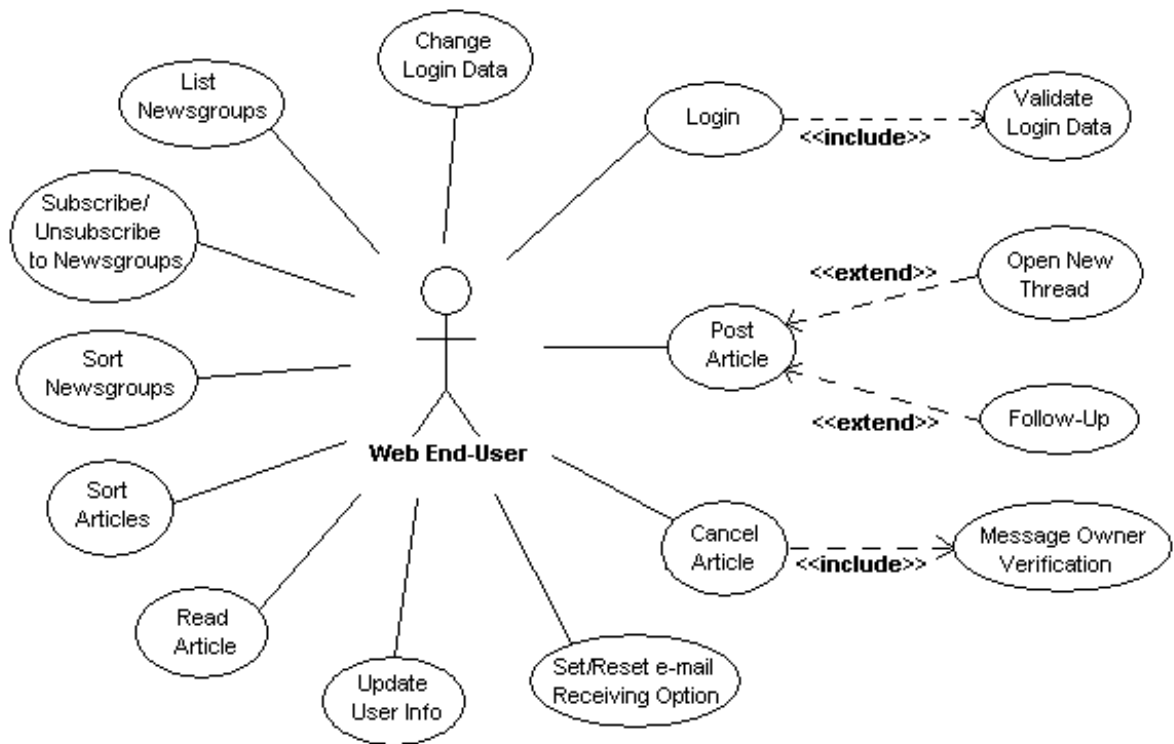 Change
Login Data
List
Newsgroups
Login
<<include>>
Validate
Login Data
Subscribe/
Unsubscribe
to Newsgroups
<<extend>>
Open New
Thread
Post
Article
Sort
Newsgroups
<<extend>>
Follow-Up
Web End-User
Sort
Articles
Cancel
Article
<<include>>
Message Owner
Verification
Read
Article
Update
User Info
Set/Reset e-mail
Receiving Option